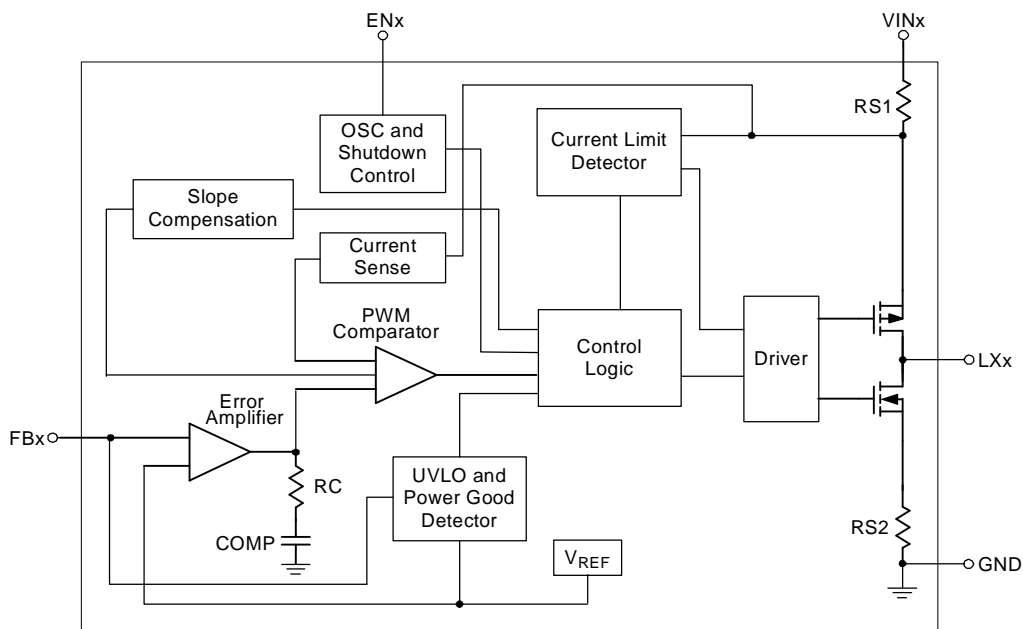 ENx
VINx
RS1
OSC and
Shutdown
Control
Current Limit
Detector
Slope
Compensation
Current
Sense
PWM
Comparator
Control
Logic
Driver
LXx
Error
Amplifier
FBx
RC
UVLO and
Power Good
Detector
RS2
COMP
VREF
GND